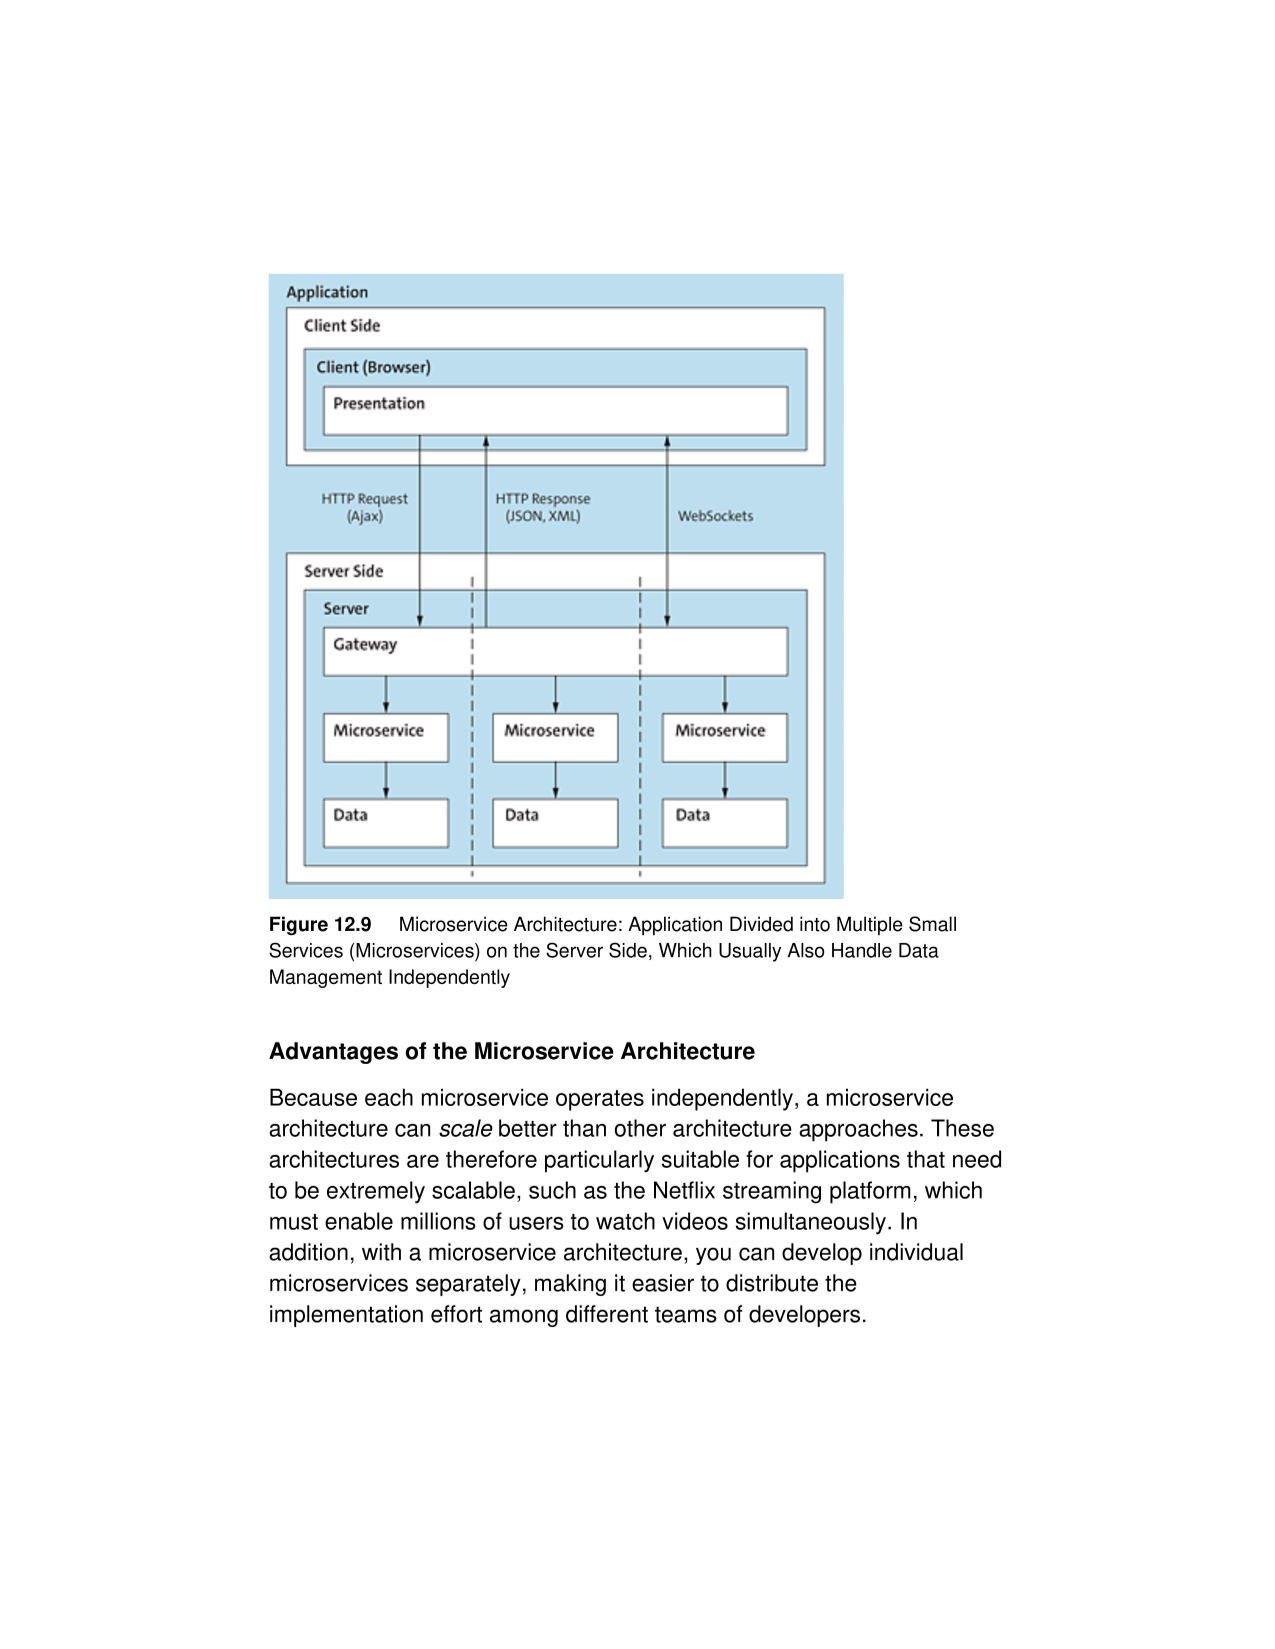 Application
Client Side
Client (Browser)
Presentation
HTTP Request
(Ajax)
HTTP Response
(JSON, XML)
WebSockets
Server Side
Server
Gateway
Microservice
Microservice
Microservice
Data
Data
Data
Figure 12.9 Microservice Architecture: Application Divided into Multiple Small
Services (Microservices) on the Server Side, Which Usually Also Handle Data
Management Independently
Advantages of the Microservice Architecture
Because each microservice operates independently, a microservice
architecture can scale better than other architecture approaches. These
architectures are therefore particularly suitable for applications that need
to be extremely scalable, such as the Netflix streaming platform, which
must enable millions of users to watch videos simultaneously. In
addition, with a microservice architecture, you can develop individual
microservices separately, making it easier to distribute the
implementation effort among different teams of developers.